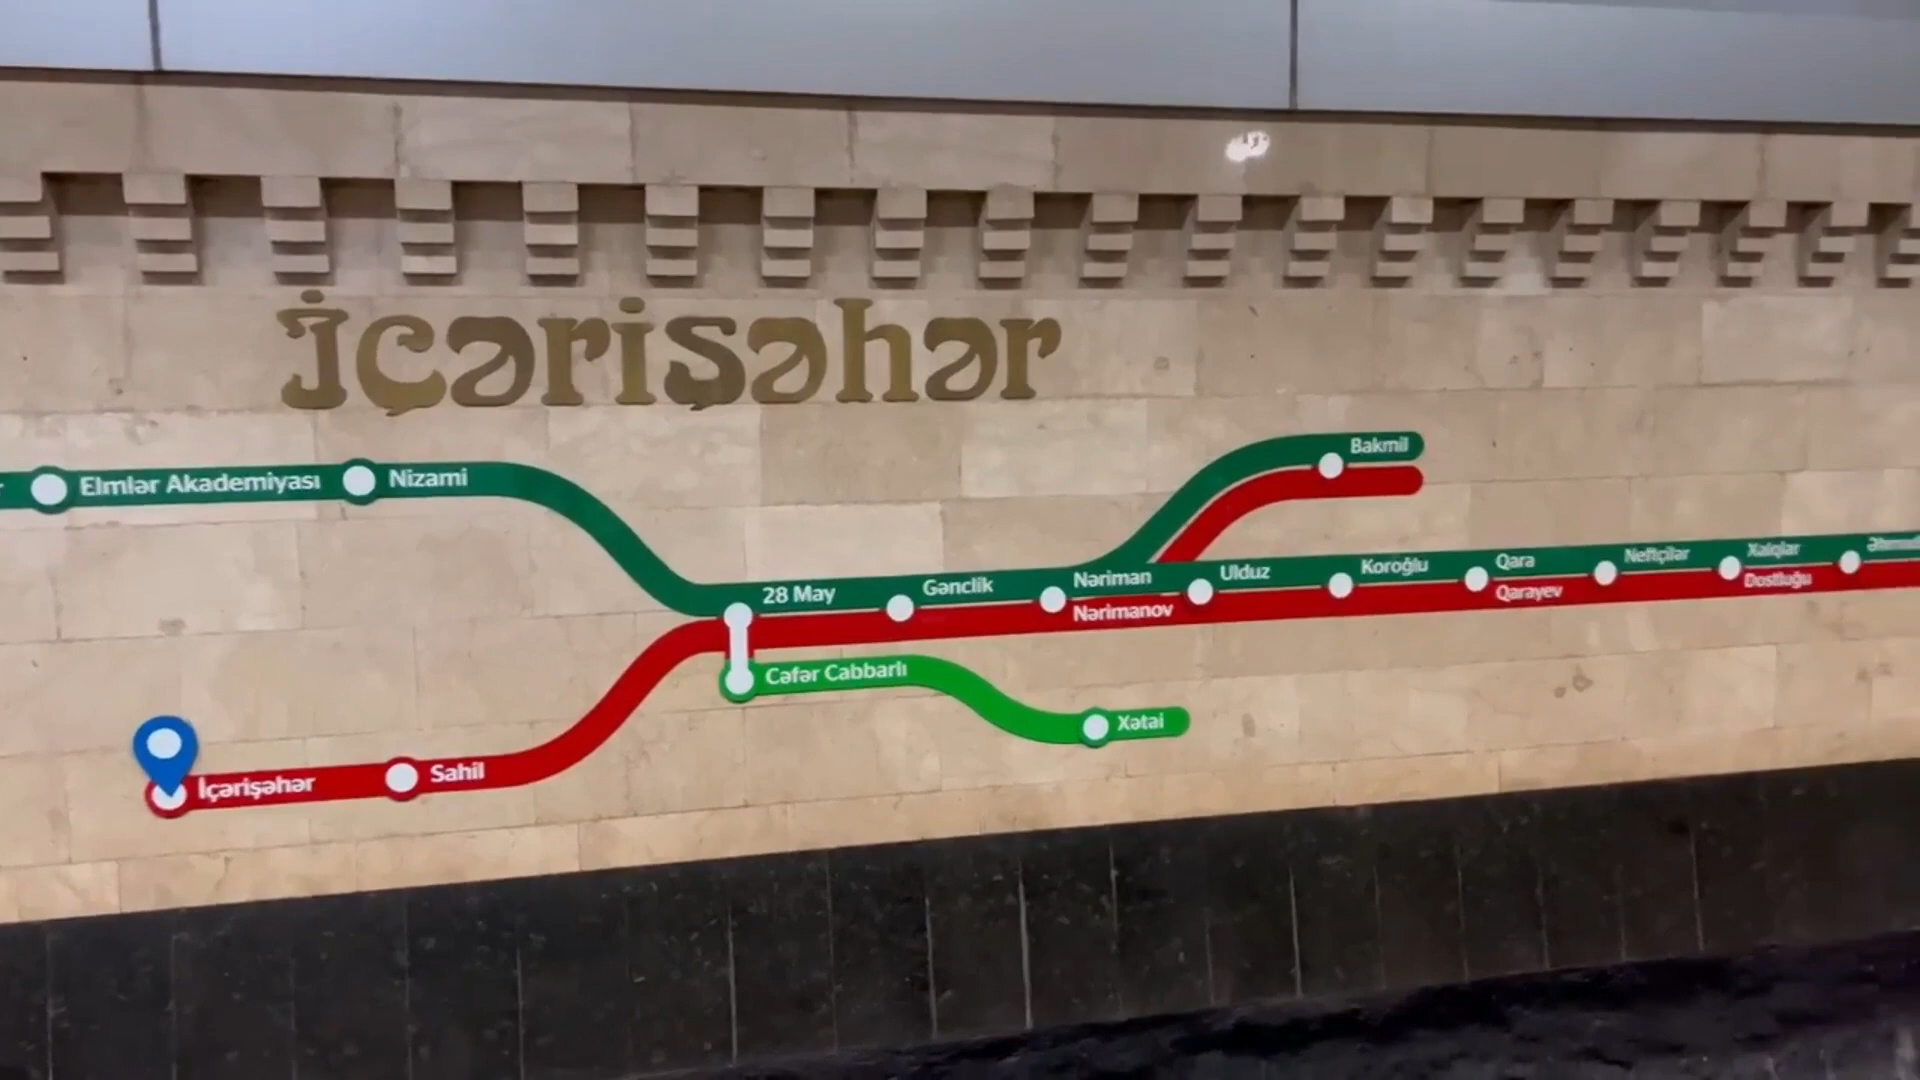 İçərişəhər
Bakmil
Elmlər Akademiyası
Nizami
28 May
Gənclik
Nəriman
Nərimanov
Ulduz
Koroğlu
Qara
Qarayev
Neftçilər
Xalqlar
Dostluğu
Cəfər Cabbarlı
Xətai
İçərişəhər
Sahil